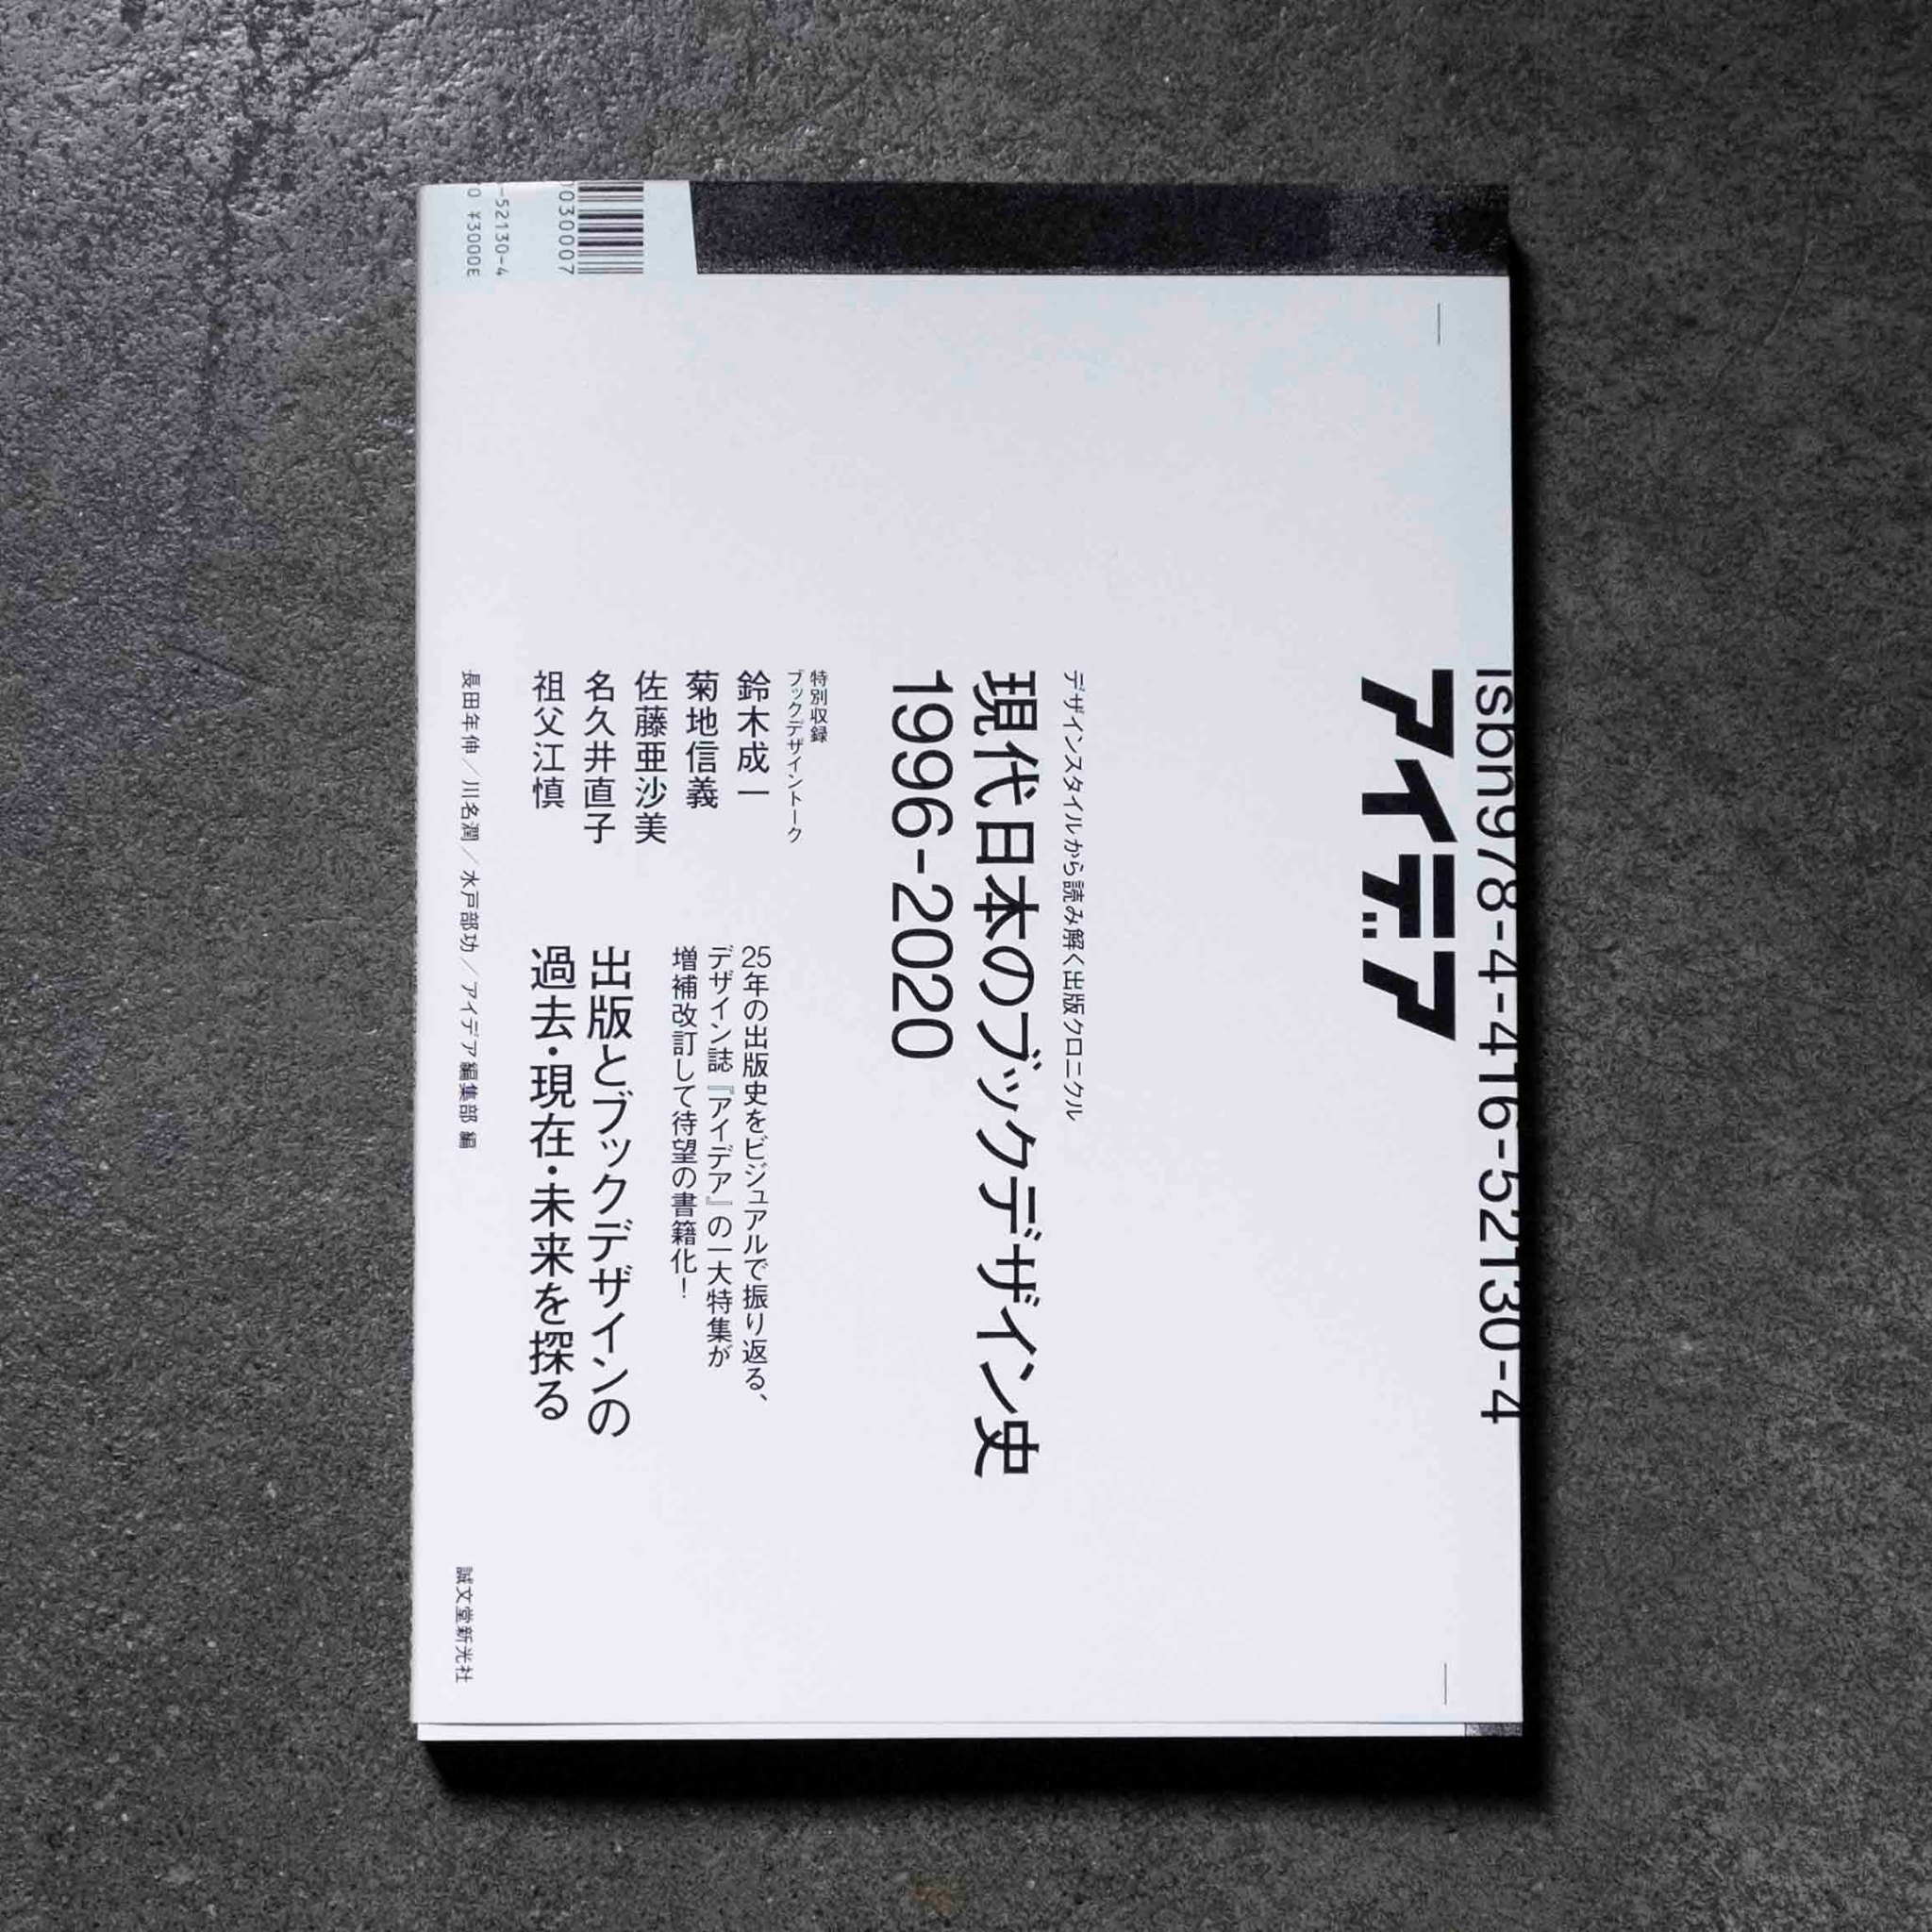 isbn978-4-416-52130-4
アイデア
デザインスタイルから読み解く出版クロニクル
現代日本のブックデザイン史
1996-2020
特別収録
ブックデザイントーク
鈴木成一
菊地信義
佐藤亜沙美
名久井直子
祖父江慎
25年の出版史をビジュアルで振り返る、
デザイン誌『アイデア』の一大特集が
増補改訂して待望の書籍化！
出版とブックデザインの
過去・現在・未来を探る
長田年伸／川名潤／水戸部功／アイデア編集部 編
誠文堂新光社
030007
-52130-4
0 ¥3000E